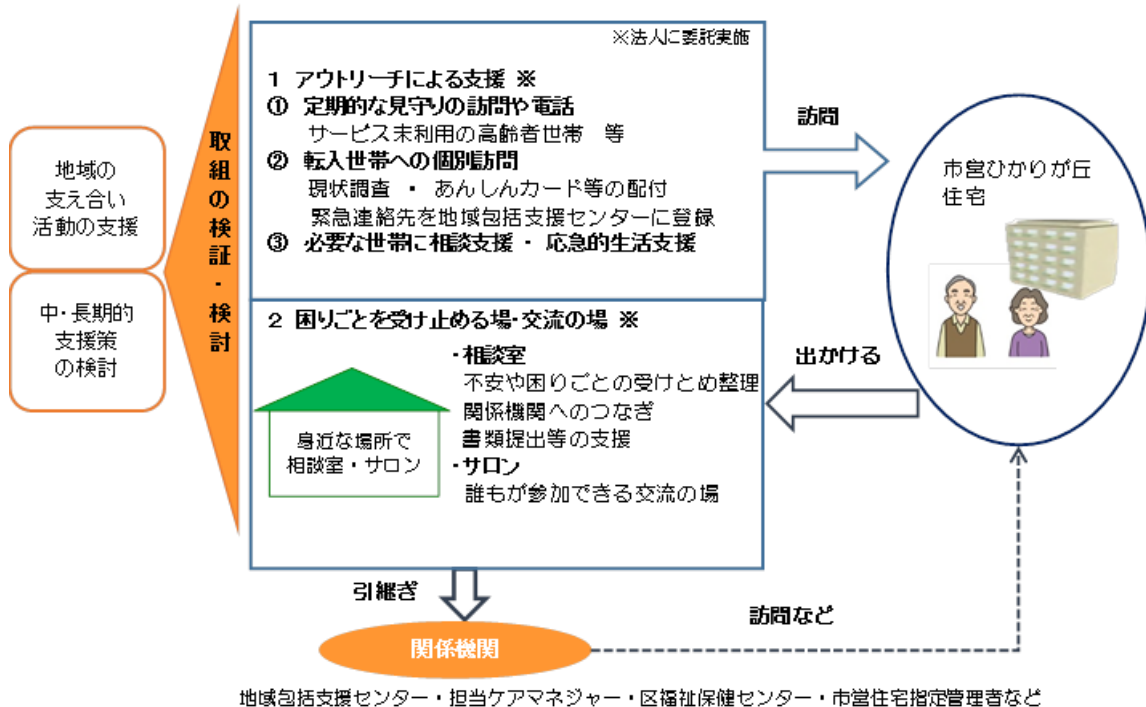 ※法人に委託実施
1 アウトリーチによる支援 ※
① 定期的な見守りの訪問や電話
サービス未利用の高齢者世帯 等
② 転入世帯への個別訪問
現状調査 ・ あんしんカード等の配付
緊急連絡先を地域包括支援センターに登録
③ 必要な世帯に相談支援 ・ 応急的生活支援
2 困りごとを受け止める場・交流の場 ※
・相談室
不安や困りごとの受けとめ整理
関係機関へのつなぎ
書類提出等の支援
・サロン
誰もが参加できる交流の場
身近な場所で
相談室・サロン
取組の検証・検討
地域の
支え合い
活動の支援
中・長期的
支援策
の検討
訪問
市営ひかりが丘
住宅
出かける
引継ぎ
関係機関
訪問など
地域包括支援センター・担当ケアマネジャー・区福祉保健センター・市営住宅指定管理者など